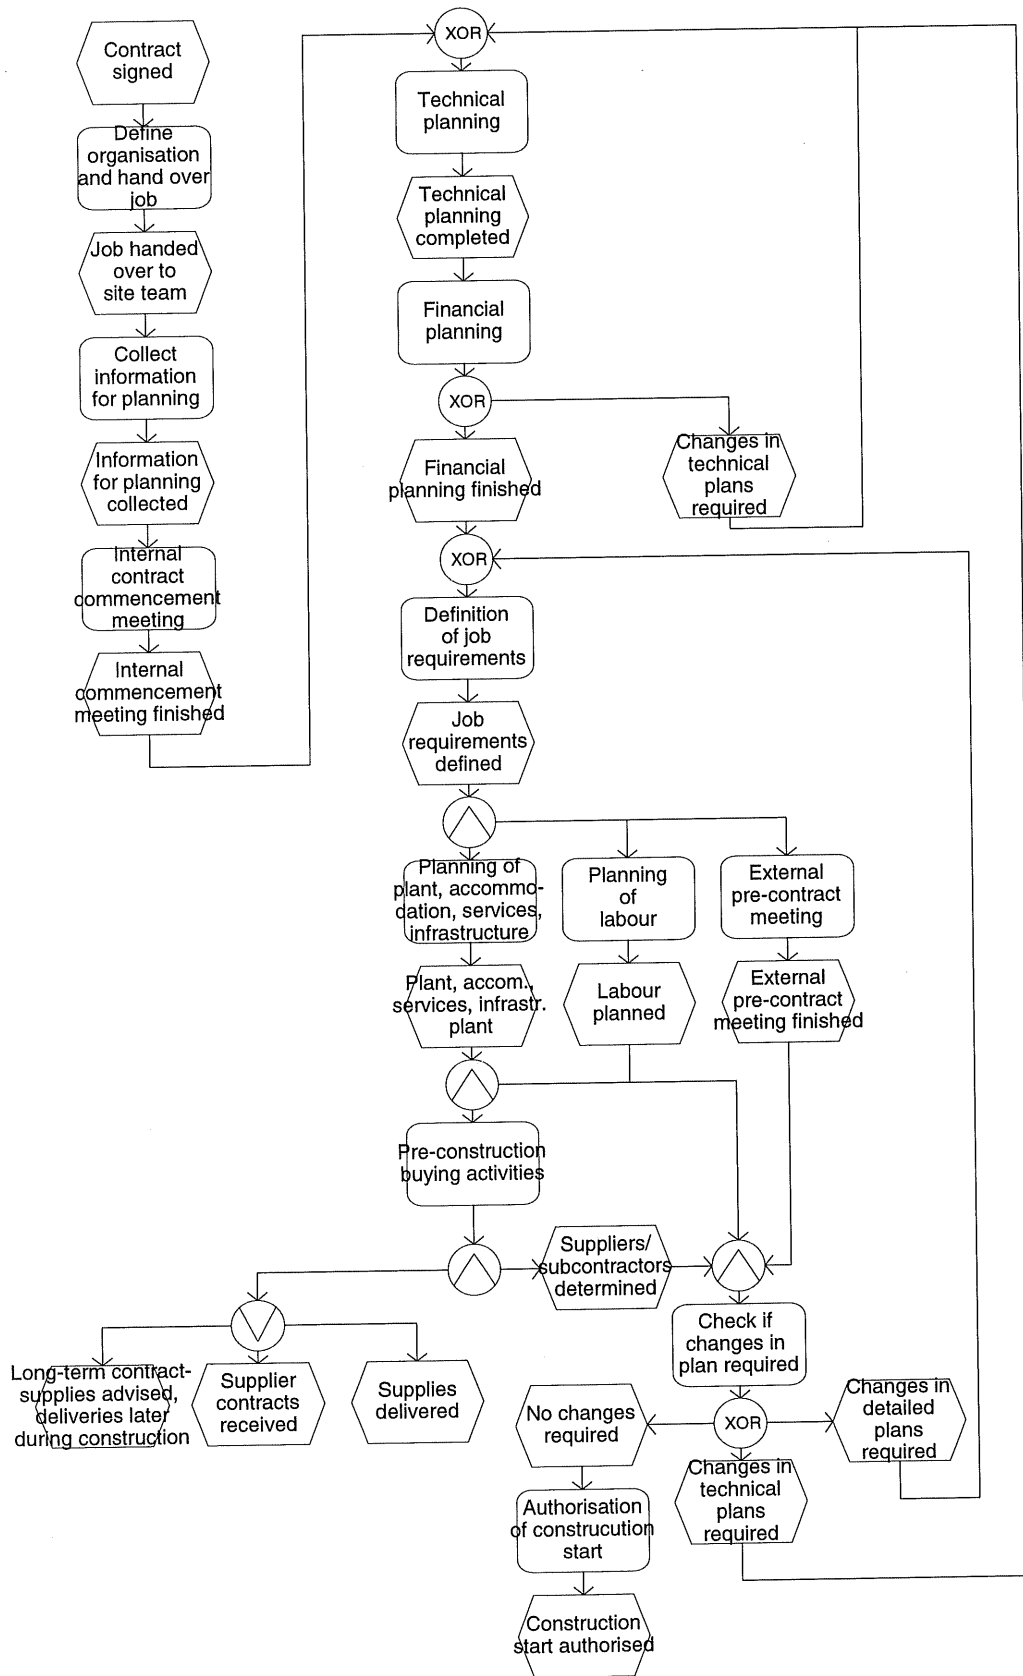 Contract
signed
Define
organisation
and hand over
job
Job handed
over to
site team
Collect
information
for planning
Information
for planning
collected
Internal
contract
commencement
meeting
Internal
commencement
meeting finished
XOR
Technical
planning
Technical
planning
completed
Financial
planning
XOR
Financial
planning finished
Changes in
technical
plans
required
XOR
Definition
of job
requirements
Job
requirements
defined
Planning of
plant, accommo-
dation, services,
infrastructure
Planning
of
labour
External
pre-contract
meeting
Plant, accom.,
services, infrastr.
plant
Labour
planned
External
pre-contract
meeting finished
Pre-construction
buying activities
Suppliers/
subcontractors
determined
Long-term contract-
supplies advised,
deliveries later
during construction
Supplier
contracts
received
Supplies
delivered
Check if
changes in
plan required
No changes
required
XOR
Changes in
detailed
plans
required
Changes in
technical
plans
required
Authorisation
of construcution
start
Construction
start authorised